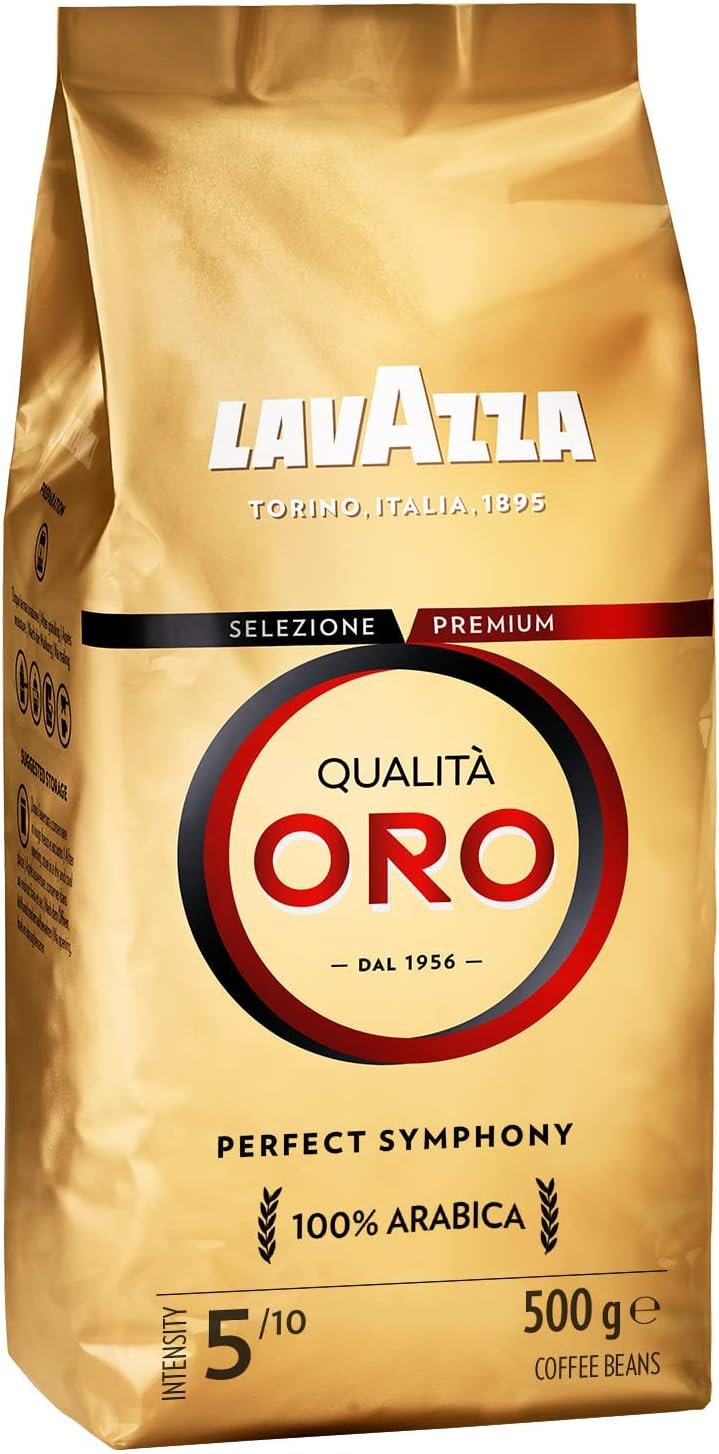 LAVAZZA
TORINO, ITALIA, 1895
SELEZIONE PREMIUM
QUALITÀ
ORO
— DAL 1956 —
PERFECT SYMPHONY
100% ARABICA
INTENSITY
5/10
500 g ℮
COFFEE BEANS
PREPARATION
SUGGESTED STORAGE